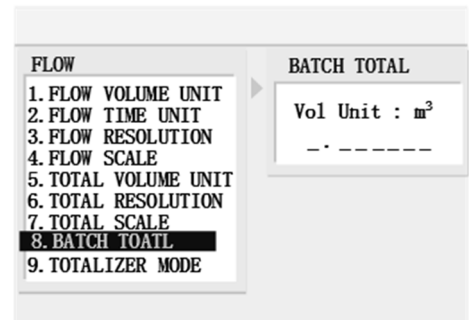 FLOW
1. FLOW VOLUME UNIT
2. FLOW TIME UNIT
3. FLOW RESOLUTION
4. FLOW SCALE
5. TOTAL VOLUME UNIT
6. TOTAL RESOLUTION
7. TOTAL SCALE
8. BATCH TOATL
9. TOTALIZER MODE
BATCH TOTAL
Vol Unit : m³
_._ _ _ _ _ _